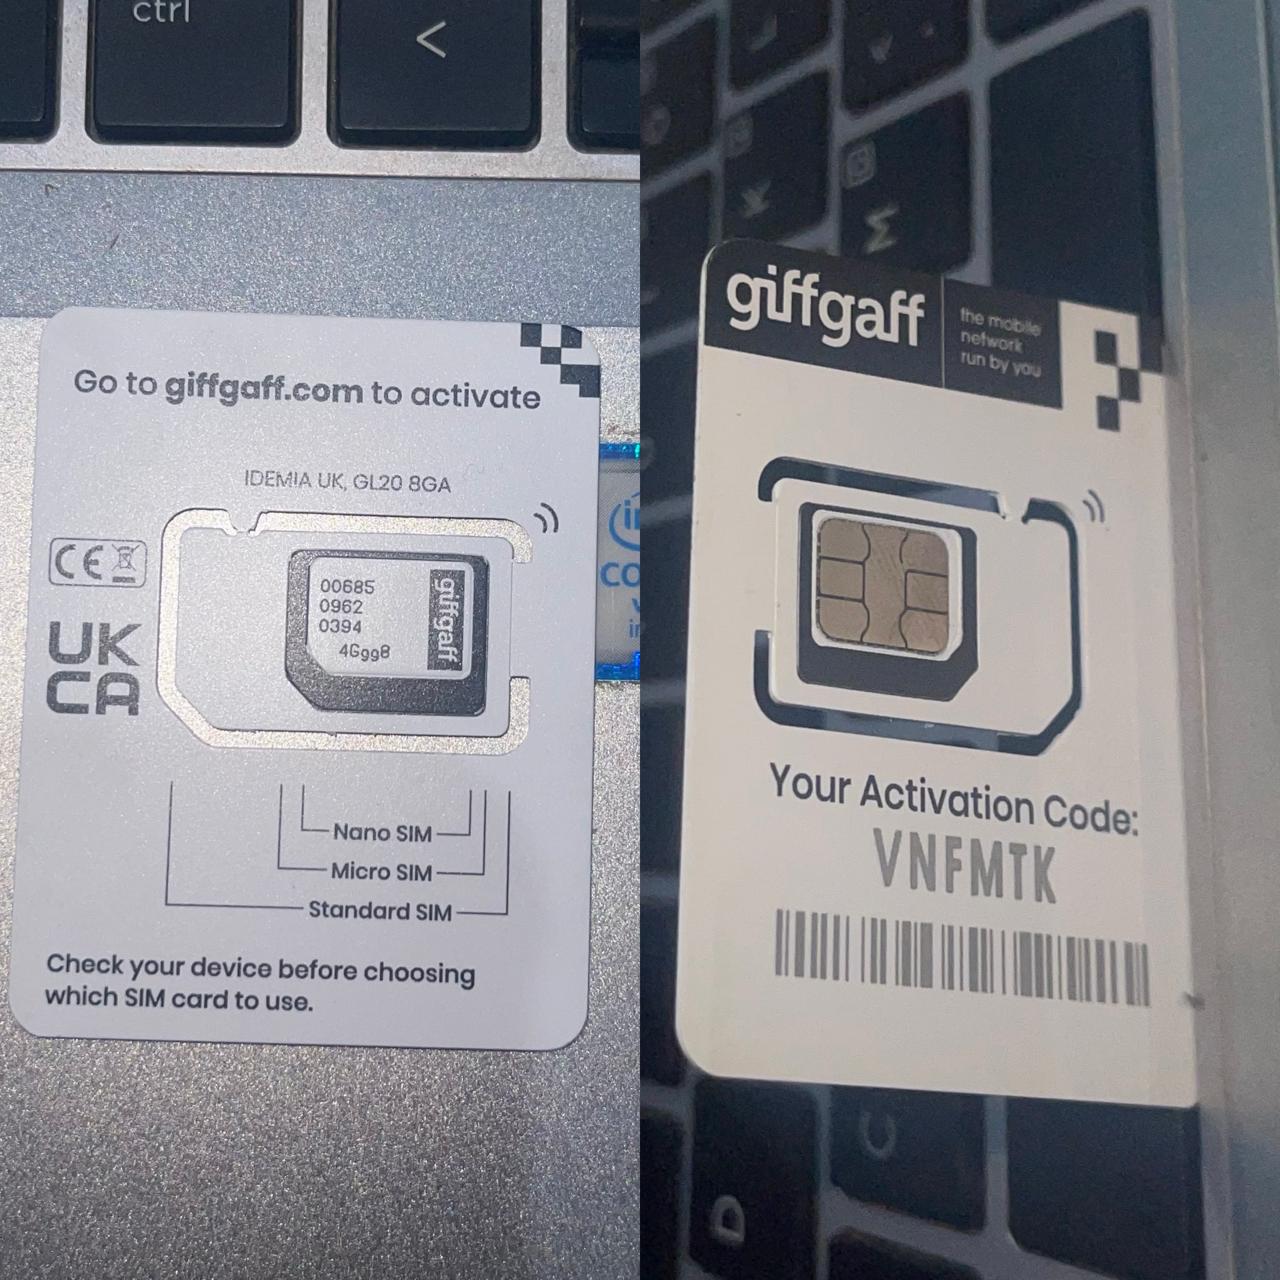 ctrl
<
Go to giffgaff.com to activate
IDEMIA UK, GL20 8GA
CE
UK
CA
00685
0962
0394
4Ggg8
giffgaff
Nano SIM
Micro SIM
Standard SIM
Check your device before choosing
which SIM card to use.
giffgaff
the mobile
network
run by you
Your Activation Code:
VNFMTK
D